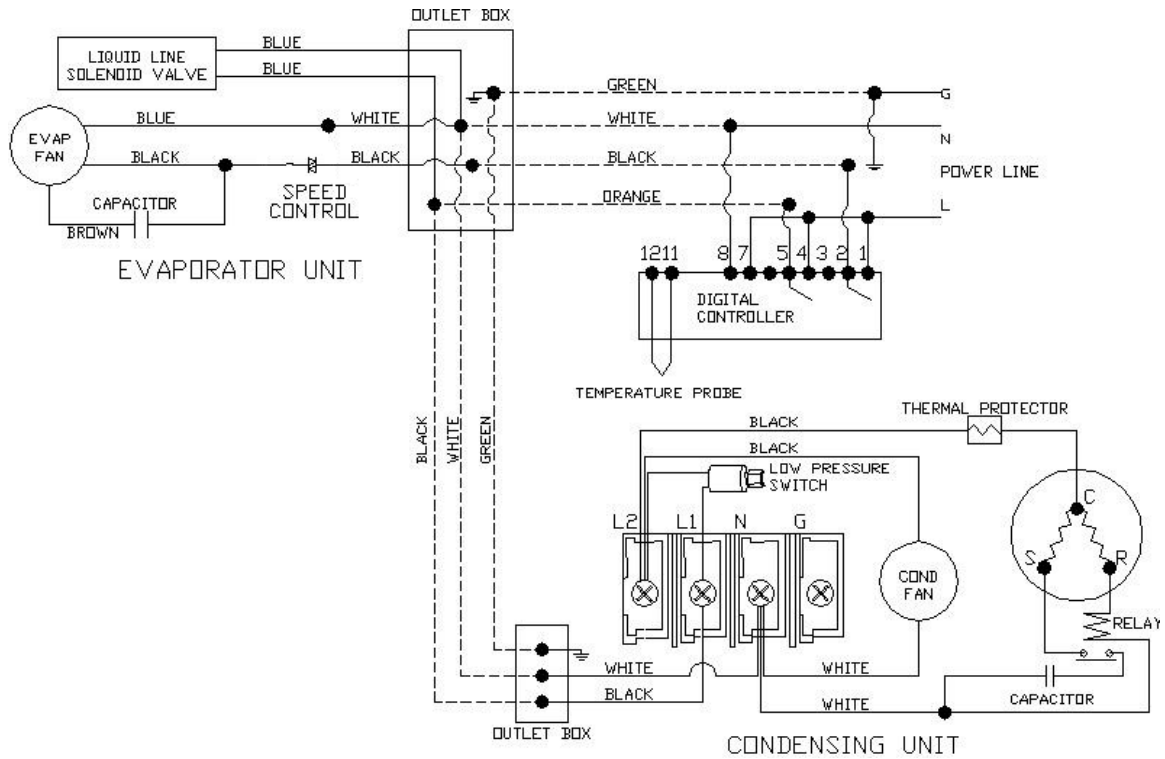 OUTLET BOX
BLUE
LIQUID LINE
SOLENOID VALVE
BLUE
GREEN
G
BLUE
WHITE
WHITE
N
EVAP
FAN
BLACK
BLACK
BLACK
POWER LINE
SPEED
CONTROL
CAPACITOR
BROWN
ORANGE
L
EVAPORATOR UNIT
12 11 8 7 5 4 3 2 1
DIGITAL
CONTROLLER
TEMPERATURE PROBE
THERMAL PROTECTOR
BLACK
BLACK
BLACK
WHITE
GREEN
LOW PRESSURE
SWITCH
L2 L1 N G
C
S R
COND
FAN
RELAY
WHITE
WHITE
BLACK
WHITE
CAPACITOR
OUTLET BOX
CONDENSING UNIT